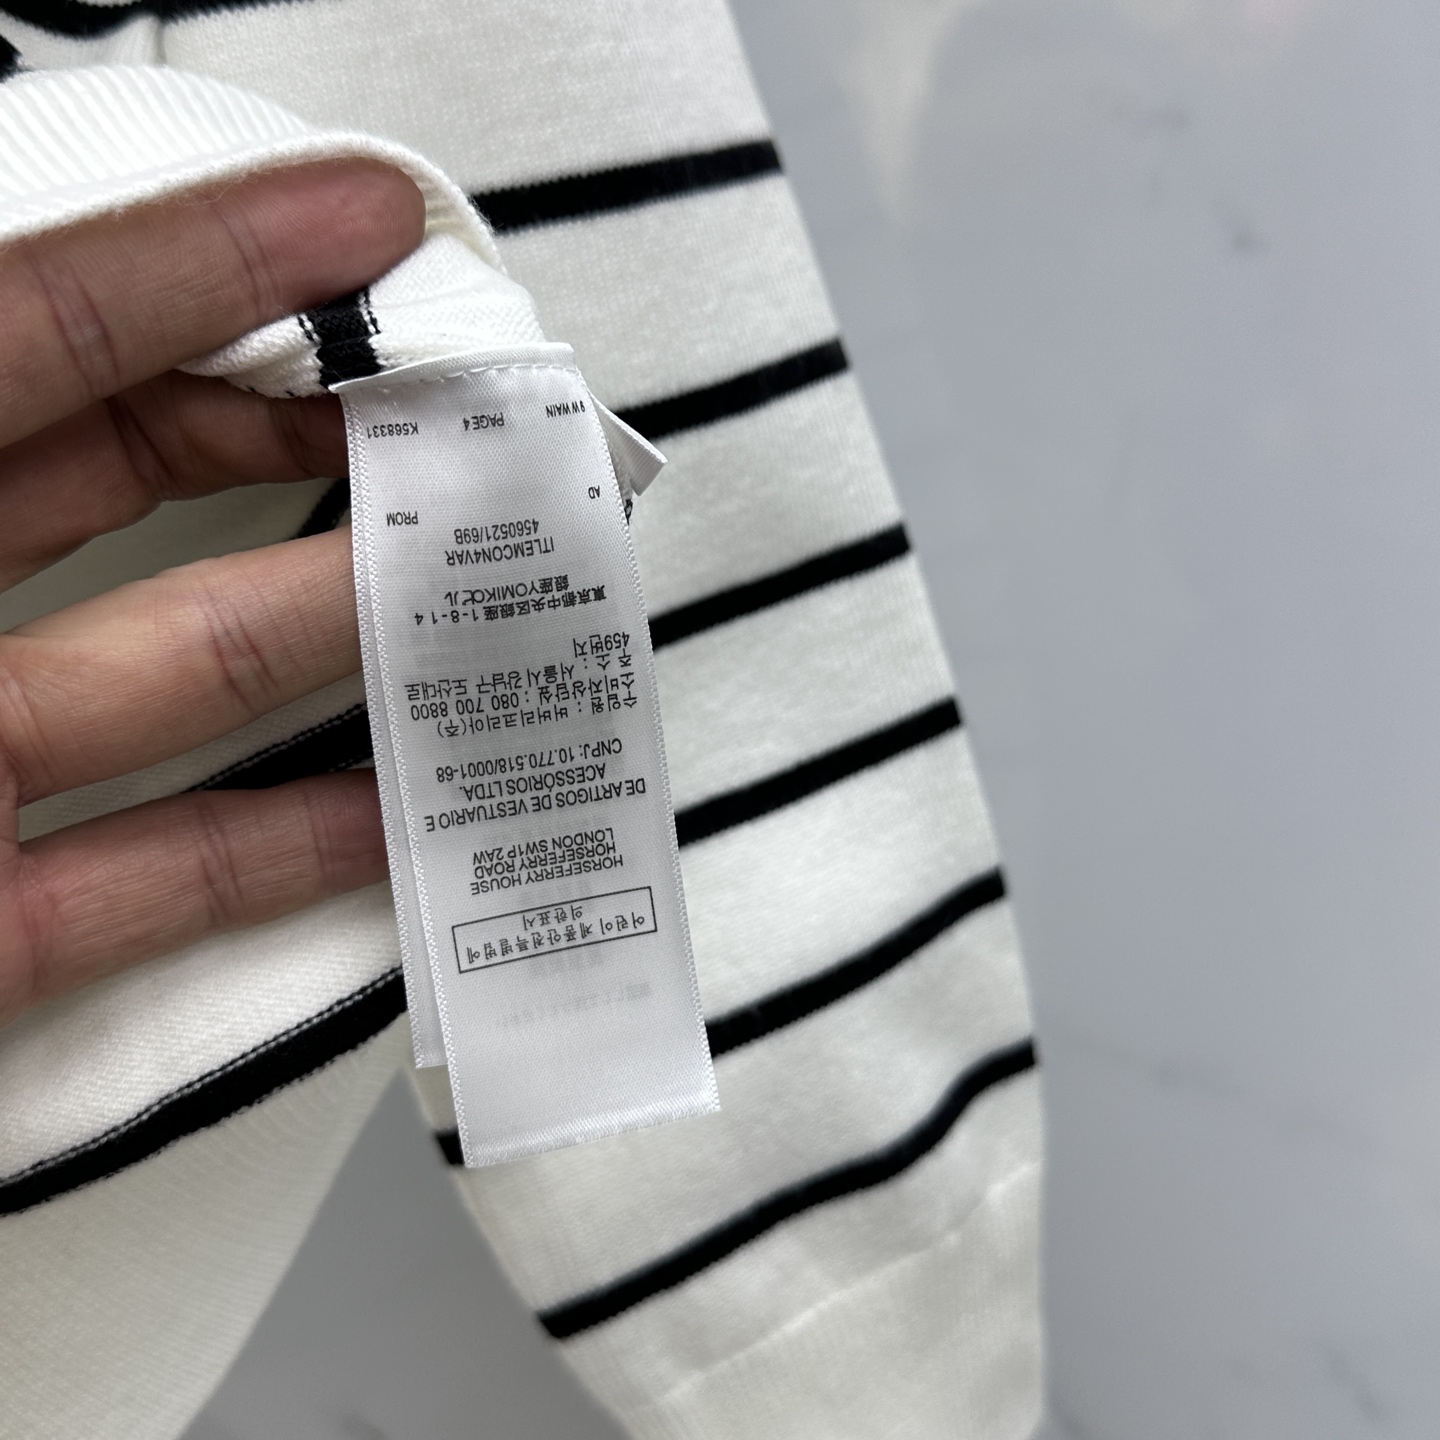 어린이 제품안전특별법에
의한표시
HORSEFERRY HOUSE
HORSEFERRY ROAD
LONDON SW1P 2AW
DE ARTIGOS DE VESTUARIO E
ACESSÓRIOS LTDA.
CNPJ: 10.770.518/0001-68
수입원 : 버버리코리아(주)
소비자상담실 : 080 700 8800
주 소 : 서울시 강남구 도산대로
459번지
東京都中央区銀座1-8-14
銀座YOMIKOビル
ITLEMCON4VAR
4560521/69B
AD PROM
9 W WAIN PAGE4 K568331